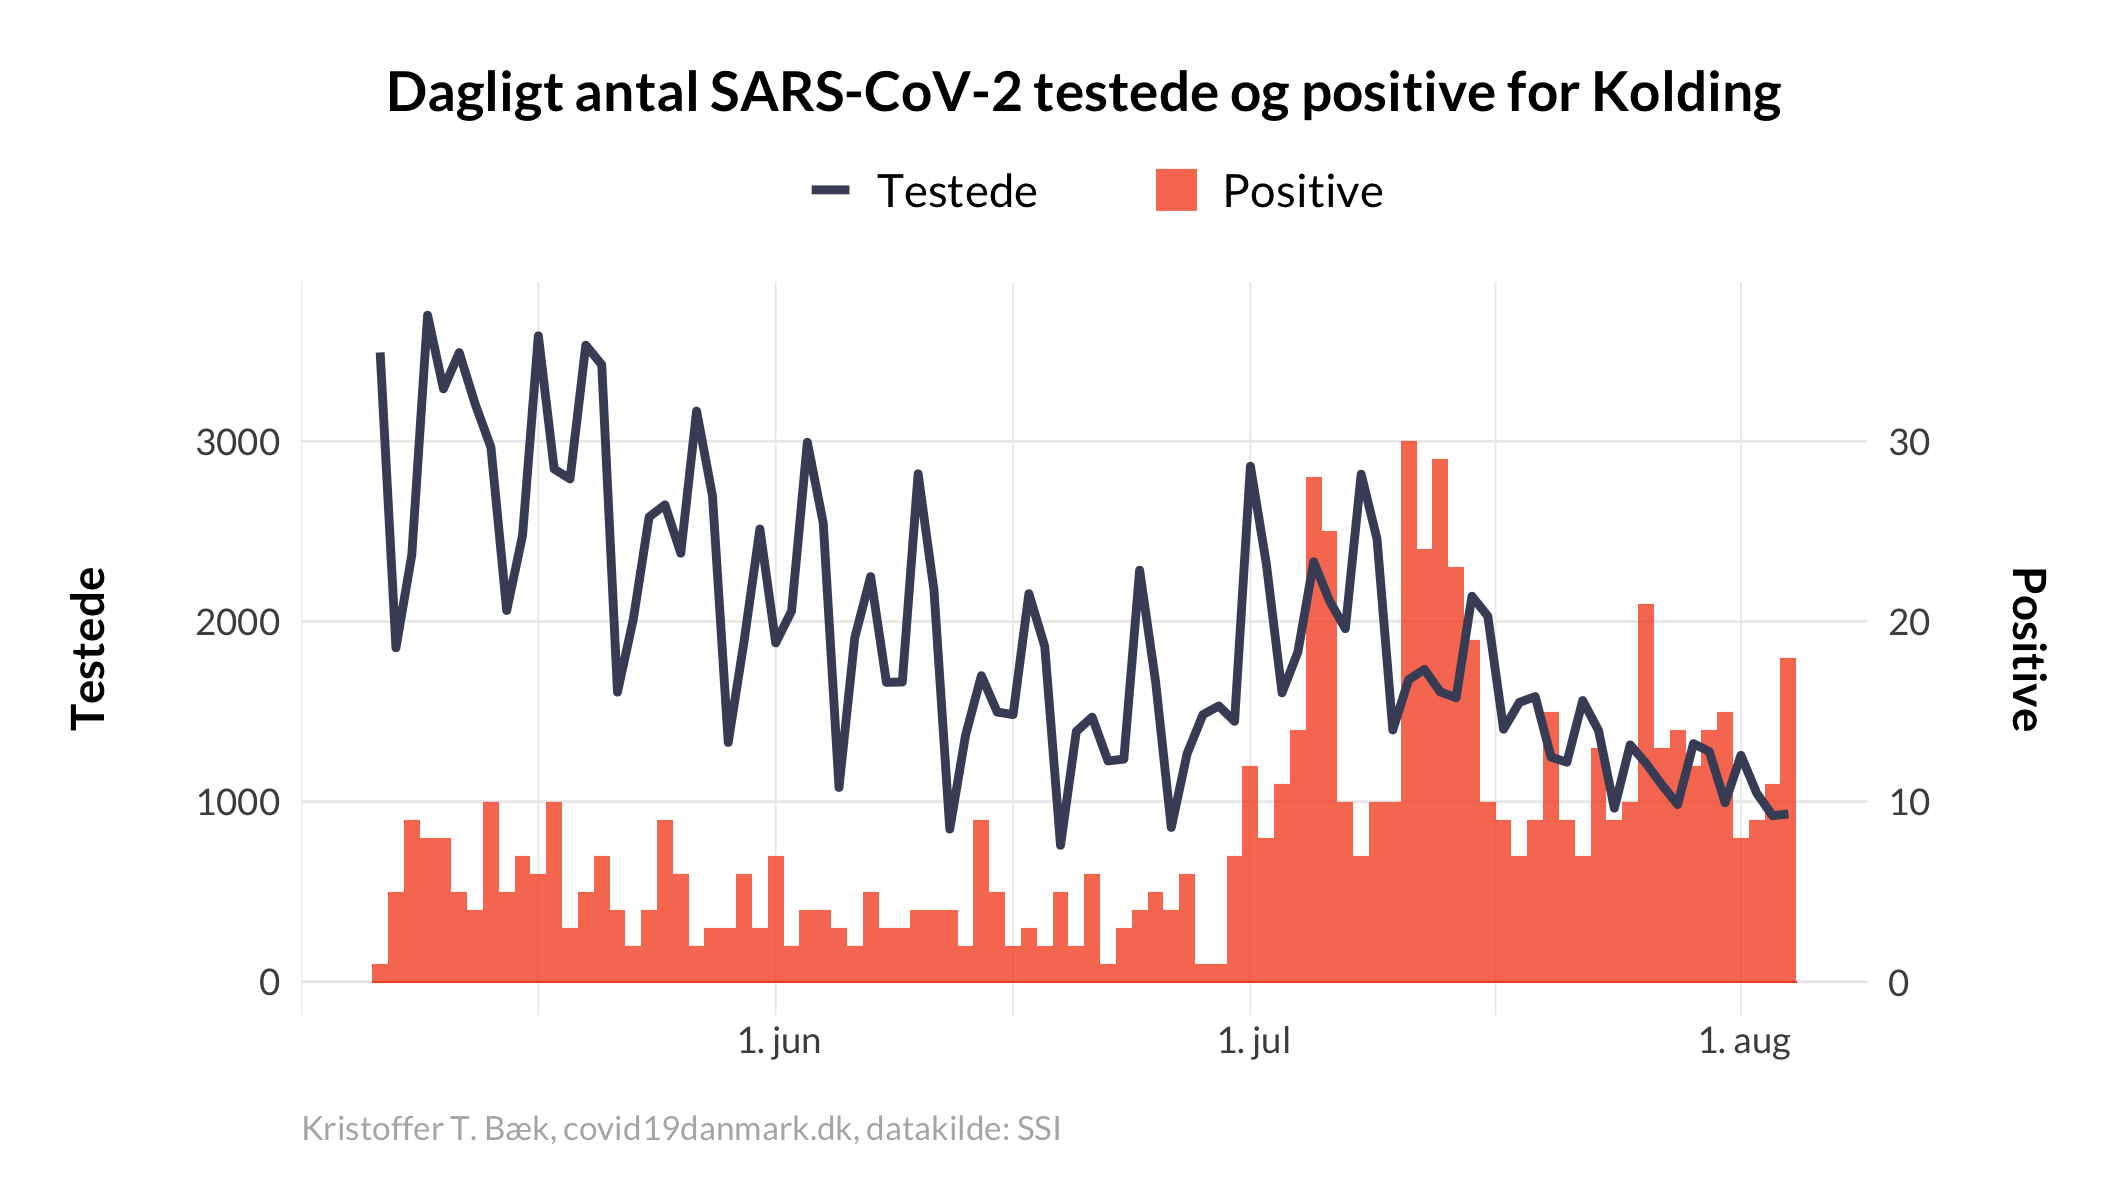 Dagligt antal SARS-CoV-2 testede og positive for Kolding
Testede
Positive
Testede
3000
2000
1000
0
30
20
10
0
Positive
1. jun
1. jul
1. aug
Kristoffer T. Bæk, covid19danmark.dk, datakilde: SSI